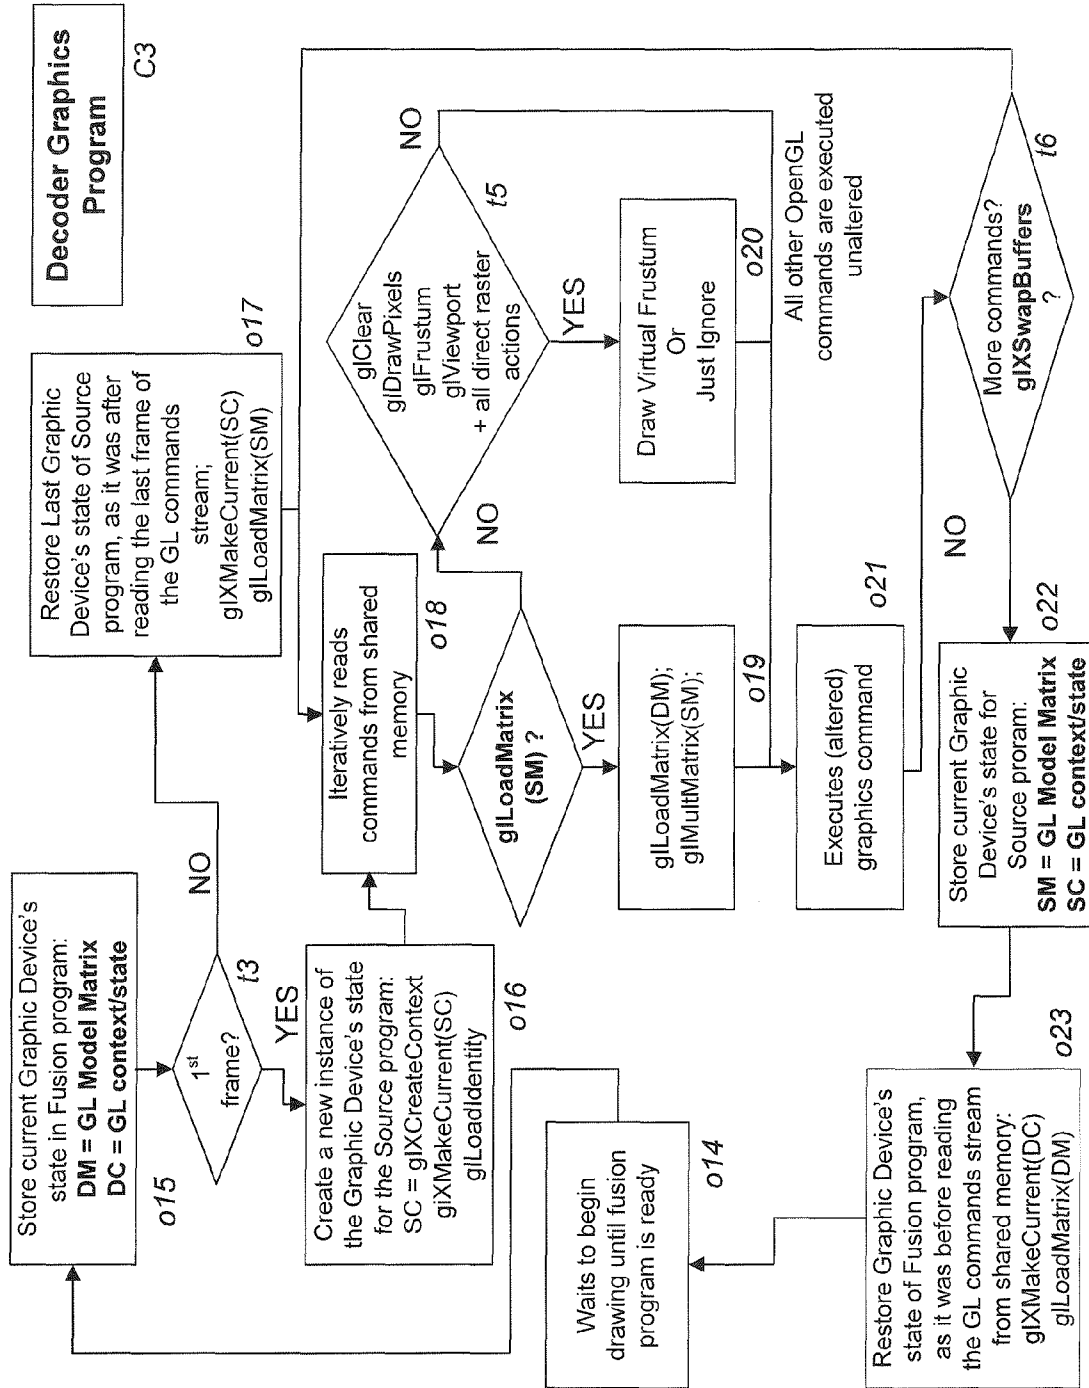 Decoder Graphics
Program
C3
Store current Graphic Device's
state in Fusion program:
DM = GL Model Matrix
DC = GL context/state
o15
1st
frame?
t3
NO
YES
Restore Last Graphic
Device's state of Source
program, as it was after
reading the last frame of
the GL commands
stream;
glXMakeCurrent(SC)
glLoadMatrix(SM)
o17
Create a new instance of
the Graphic Device's state
for the Source program:
SC = glXCreateContext
glXMakeCurrent(SC)
glLoadIdentity
o16
Iteratively reads
commands from shared
memory
o18
glLoadMatrix
(SM) ?
NO
YES
glClear
glDrawPixels
glFrustum
glViewport
+ all direct raster
actions
t5
NO
YES
glLoadMatrix(DM);
glMultMatrix(SM);
o19
Draw Virtual Frustum
Or
Just Ignore
o20
All other OpenGL
commands are executed
unaltered
Executes (altered)
graphics command
o21
More commands?
glXSwapBuffers
?
t6
NO
Store current Graphic
Device's state for
Source proram:
SM = GL Model Matrix
SC = GL context/state
o22
Restore Graphic Device's
state of Fusion program,
as it was before reading
the GL commands stream
from shared memory:
glXMakeCurrent(DC)
glLoadMatrix(DM)
o23
Waits to begin
drawing until fusion
program is ready
o14